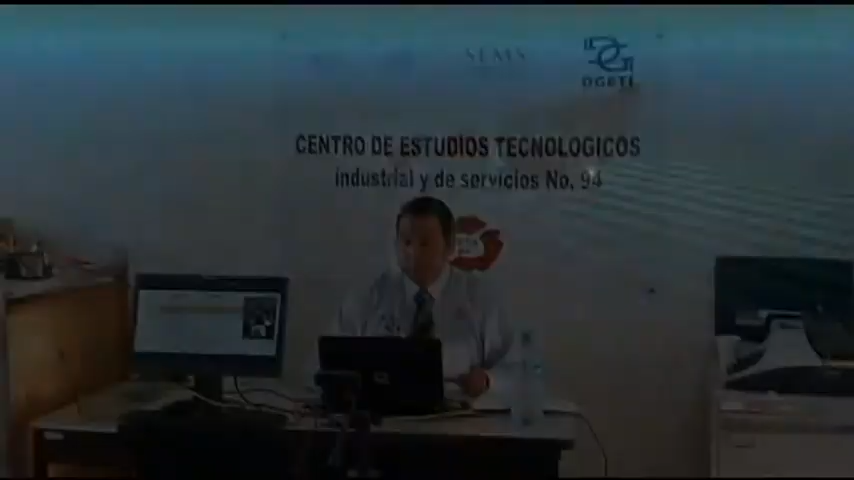 SEMS
DGETI
CENTRO DE ESTUDIOS TECNOLOGICOS
industrial y de servicios No. 94